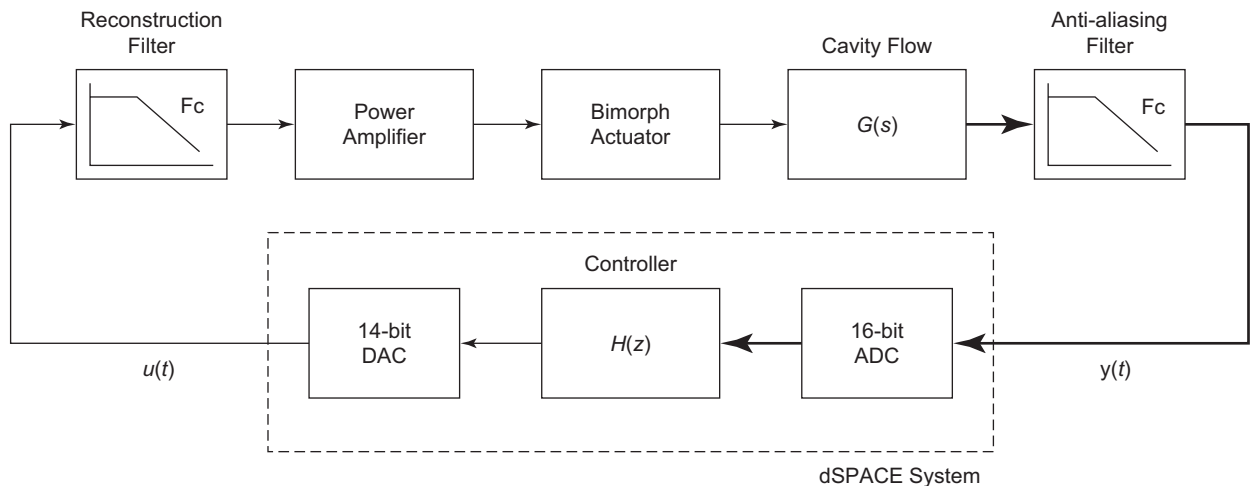 Reconstruction
Filter
Fc
Power
Amplifier
Bimorph
Actuator
Cavity Flow
G(s)
Anti-aliasing
Filter
Fc
Controller
14-bit
DAC
H(z)
16-bit
ADC
u(t)
y(t)
dSPACE System